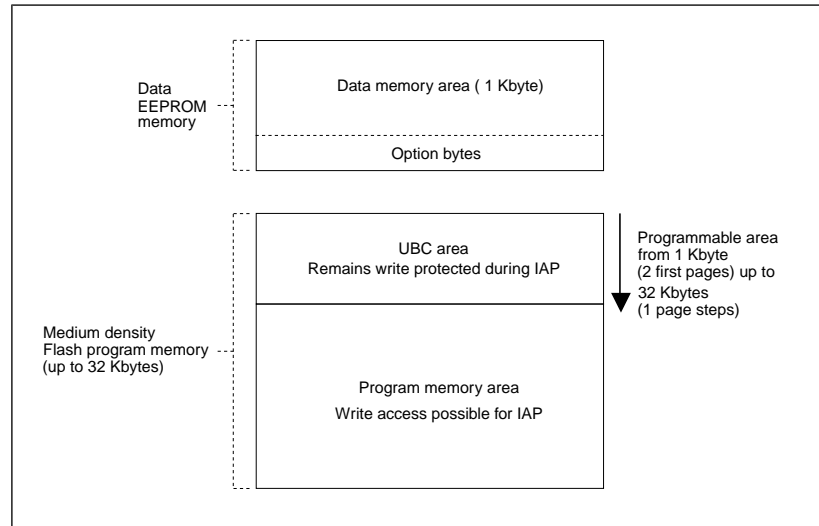 Data
EEPROM
memory
Data memory area ( 1 Kbyte)
Option bytes
UBC area
Remains write protected during IAP
Programmable area
from 1 Kbyte
(2 first pages) up to
32 Kbytes
(1 page steps)
Medium density
Flash program memory
(up to 32 Kbytes)
Program memory area
Write access possible for IAP